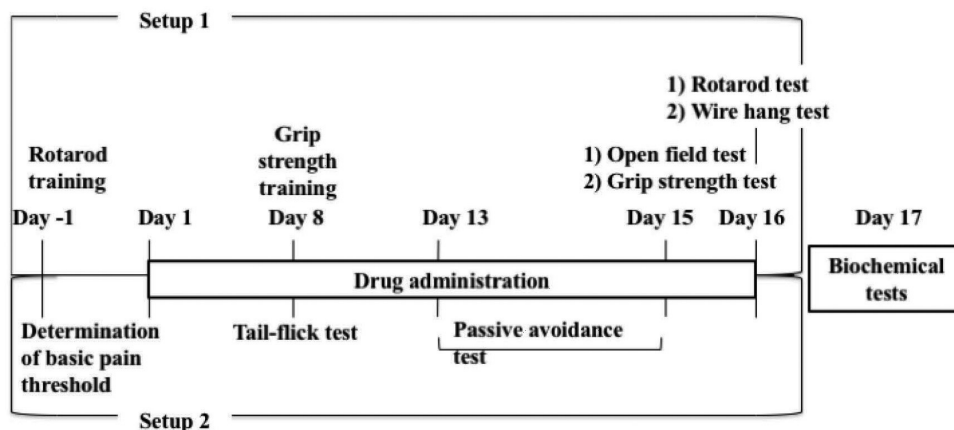 Setup 1
1) Rotarod test
2) Wire hang test
Rotarod
training
Grip
strength
training
1) Open field test
2) Grip strength test
Day -1
Day 1
Day 8
Day 13
Day 15
Day 16
Day 17
Drug administration
Biochemical
tests
Determination
of basic pain
threshold
Tail-flick test
Passive avoidance
test
Setup 2